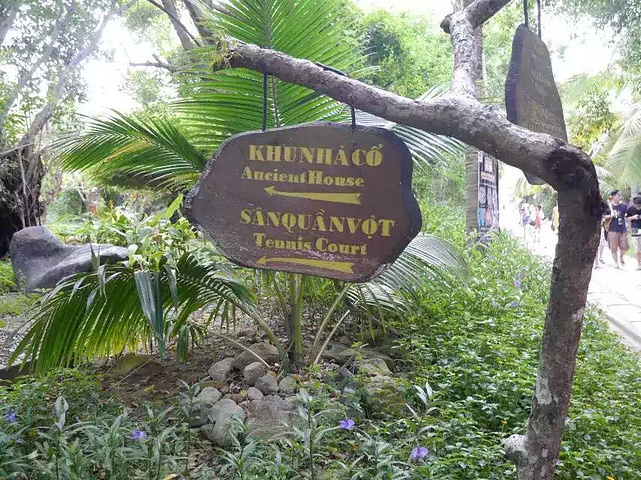 KHU NHÀ CỔ
Ancient House
SÂN QUẦN VỢT
Tennis Court